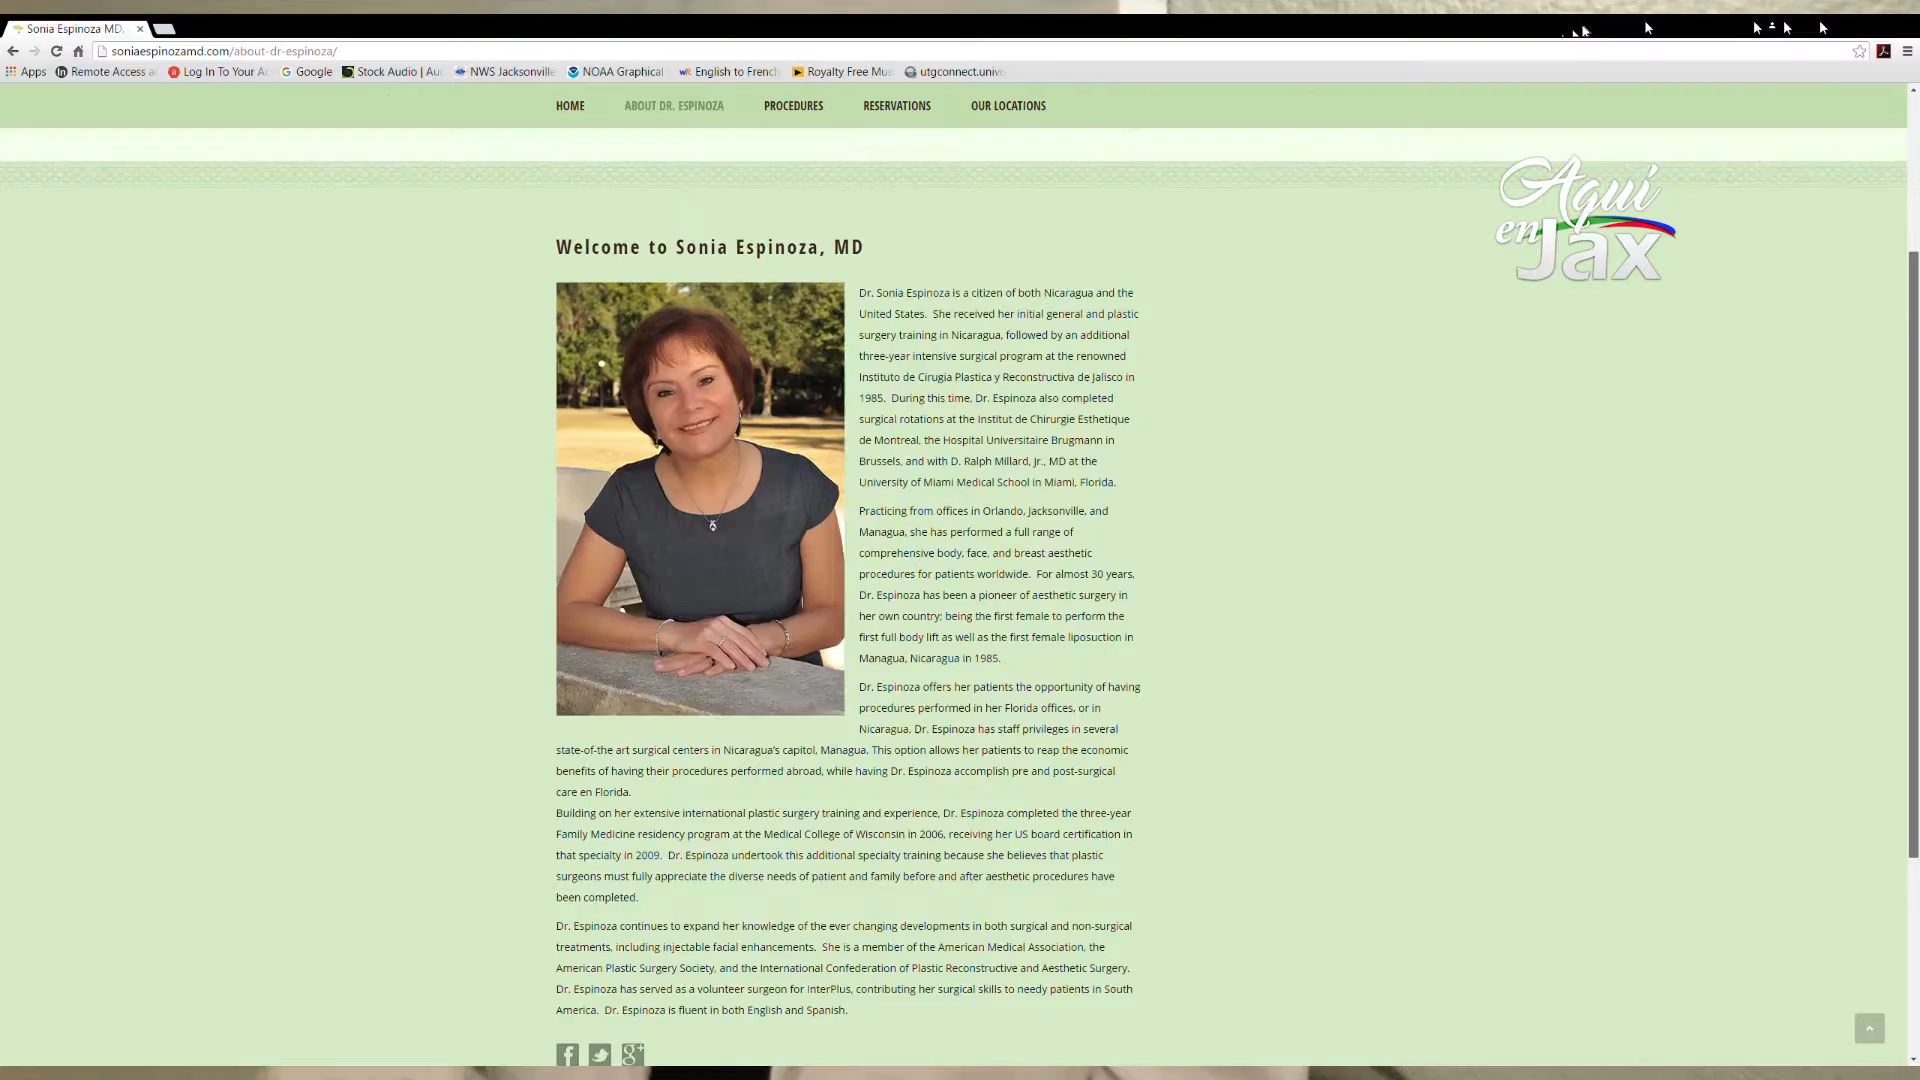 Sonia Espinoza MD,
soniaespinozamd.com/about-dr-espinoza/
Apps Remote Access Log In To Your A Google Stock Audio | Au NWS Jacksonville NOAA Graphical English to French Royalty Free Mus utgconnect.unive
HOME ABOUT DR. ESPINOZA PROCEDURES RESERVATIONS OUR LOCATIONS
Aquí
en Jax
Welcome to Sonia Espinoza, MD
Dr. Sonia Espinoza is a citizen of both Nicaragua and the
United States. She received her initial general and plastic
surgery training in Nicaragua, followed by an additional
three-year intensive surgical program at the renowned
Instituto de Cirugia Plastica y Reconstructiva de Jalisco in
1985. During this time, Dr. Espinoza also completed
surgical rotations at the Institut de Chirurgie Esthetique
de Montreal, the Hospital Universitaire Brugmann in
Brussels, and with D. Ralph Millard, Jr., MD at the
University of Miami Medical School in Miami, Florida.
Practicing from offices in Orlando, Jacksonville, and
Managua, she has performed a full range of
comprehensive body, face, and breast aesthetic
procedures for patients worldwide. For almost 30 years,
Dr. Espinoza has been a pioneer of aesthetic surgery in
her own country; being the first female to perform the
first full body lift as well as the first female liposuction in
Managua, Nicaragua in 1985.
Dr. Espinoza offers her patients the opportunity of having
procedures performed in her Florida offices, or in
Nicaragua. Dr. Espinoza has staff privileges in several
state-of-the art surgical centers in Nicaragua's capitol, Managua. This option allows her patients to reap the economic
benefits of having their procedures performed abroad, while having Dr. Espinoza accomplish pre and post-surgical
care en Florida.
Building on her extensive international plastic surgery training and experience, Dr. Espinoza completed the three-year
Family Medicine residency program at the Medical College of Wisconsin in 2006, receiving her US board certification in
that specialty in 2009. Dr. Espinoza undertook this additional specialty training because she believes that plastic
surgeons must fully appreciate the diverse needs of patient and family before and after aesthetic procedures have
been completed.
Dr. Espinoza continues to expand her knowledge of the ever changing developments in both surgical and non-surgical
treatments, including injectable facial enhancements. She is a member of the American Medical Association, the
American Plastic Surgery Society, and the International Confederation of Plastic Reconstructive and Aesthetic Surgery.
Dr. Espinoza has served as a volunteer surgeon for InterPlus, contributing her surgical skills to needy patients in South
America. Dr. Espinoza is fluent in both English and Spanish.